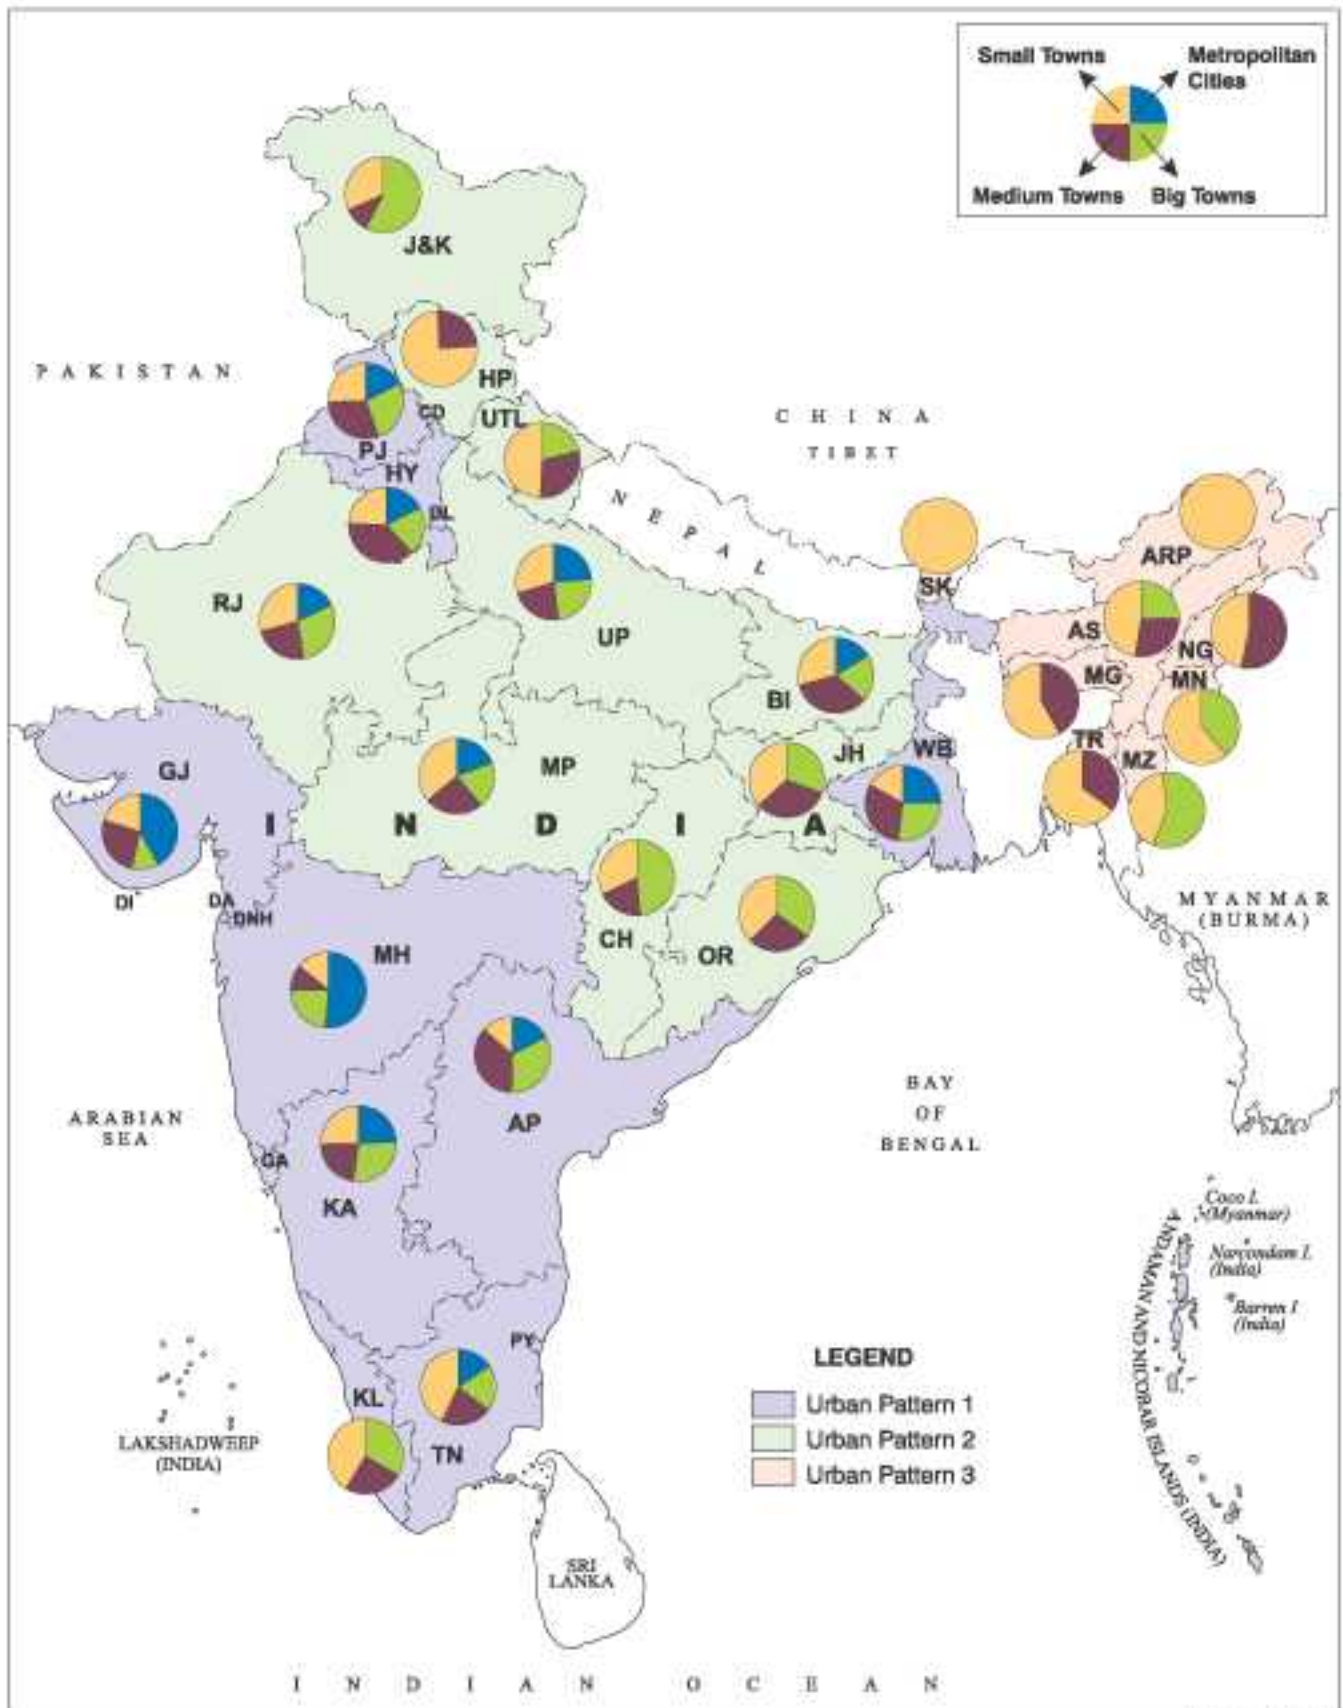 Small Towns
Metropolitan
Cities
Medium Towns
Big Towns
J&K
PAKISTAN
HP
CD
UTL
CHINA
TIBET
PJ
HY
NEPAL
DL
ARP
SK
RJ
UP
AS
NG
MG
MN
BI
JH
WB
TR
MZ
GJ
MP
INDIA
DI
DA
DNH
MYANMAR
(BURMA)
MH
CH
OR
BAY
OF
BENGAL
ARABIAN
SEA
AP
GA
KA
Coco I.
(Myanmar)
Narcondam I.
(India)
Barren I
(India)
ANDAMAN AND NICOBAR ISLANDS (INDIA)
PY
LEGEND
KL
Urban Pattern 1
Urban Pattern 2
LAKSHADWEEP
(INDIA)
TN
Urban Pattern 3
SRI
LANKA
INDIAN OCEAN